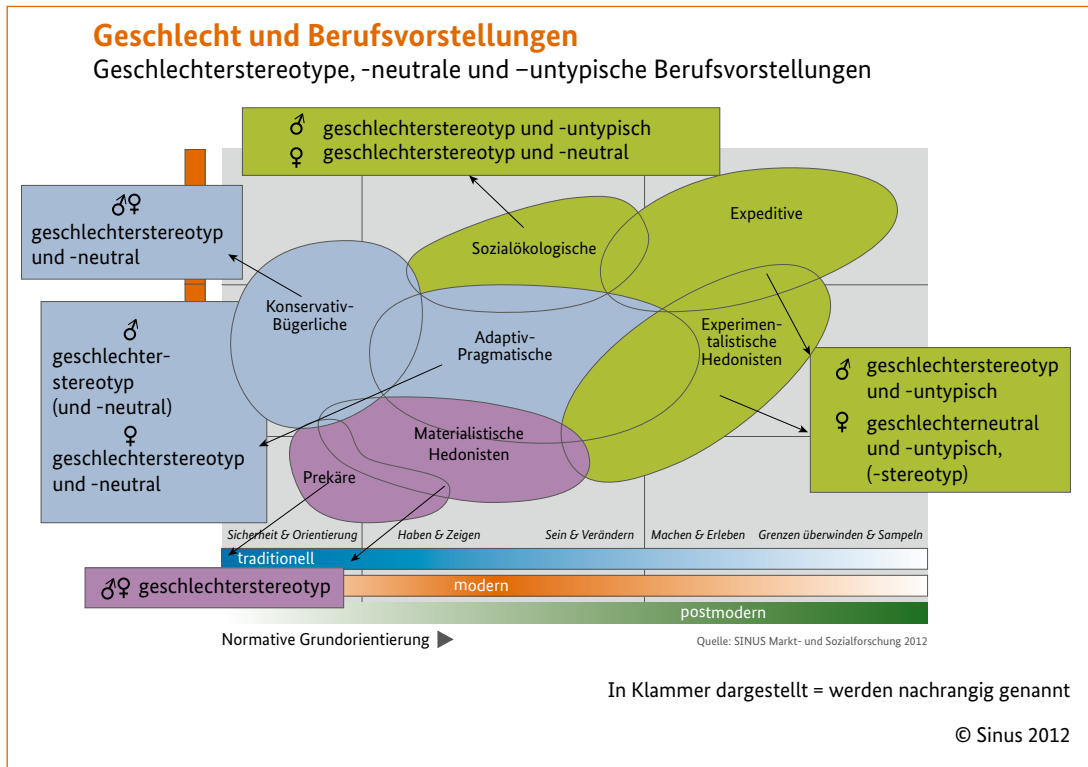 Geschlecht und Berufsvorstellungen
Geschlechterstereotype, -neutrale und –untypische Berufsvorstellungen
♂ geschlechterstereotyp und -untypisch
♀ geschlechterstereotyp und -neutral
♂♀
geschlechterstereotyp
und -neutral
Expeditive
Sozialökologische
Konservativ-
Bügerliche
Adaptiv-
Pragmatische
Experimen-
talistische
Hedonisten
♂
geschlechter-
stereotyp
(und -neutral)
♀
geschlechterstereotyp
und -neutral
♂ geschlechterstereotyp
und -untypisch
♀ geschlechterneutral
und -untypisch,
(-stereotyp)
Materialistische
Hedonisten
Prekäre
Sicherheit & Orientierung
Haben & Zeigen
Sein & Verändern
Machen & Erleben
Grenzen überwinden & Sampeln
traditionell
♂♀ geschlechterstereotyp
modern
postmodern
Normative Grundorientierung ▶
Quelle: SINUS Markt- und Sozialforschung 2012
In Klammer dargestellt = werden nachrangig genannt
© Sinus 2012